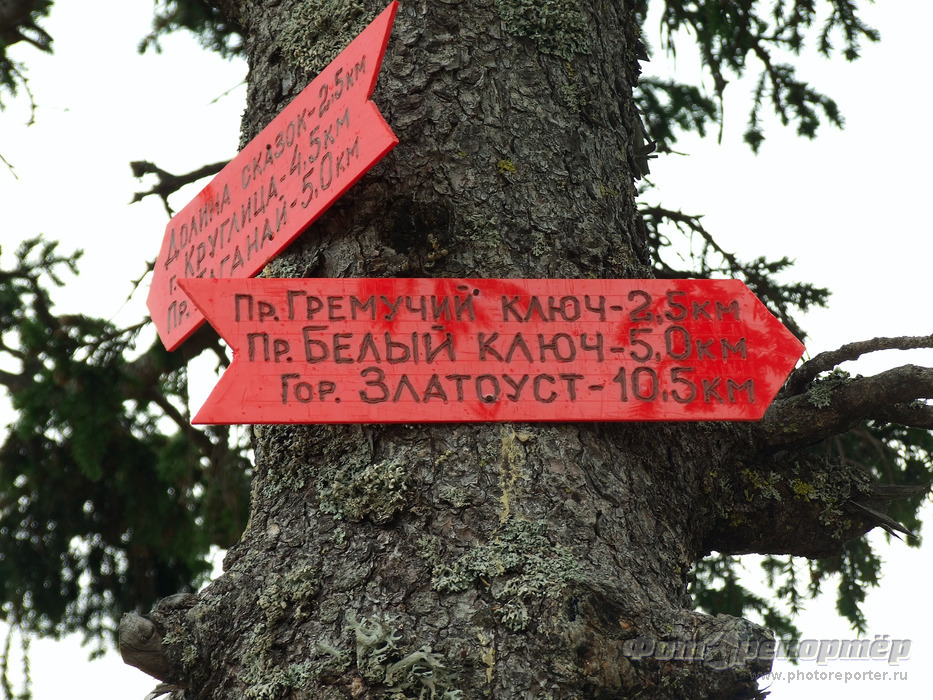 Долина сказок-2,5км
г. Круглица-4,5км
Пр. Таганай-5,0км
Пр. Гремучий ключ-2,5км
Пр. Белый ключ-5,0км
Гор. Златоуст-10,5км
Фоторепортёр
www.photoreporter.ru